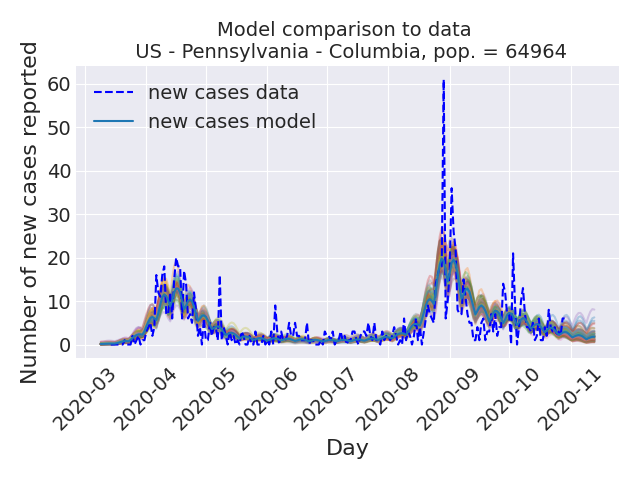 Model comparison to data
US - Pennsylvania - Columbia, pop. = 64964
Number of new cases reported
60
50
40
30
20
10
0
new cases data
new cases model
2020-03
2020-04
2020-05
2020-06
2020-07
2020-08
2020-09
2020-10
2020-11
Day